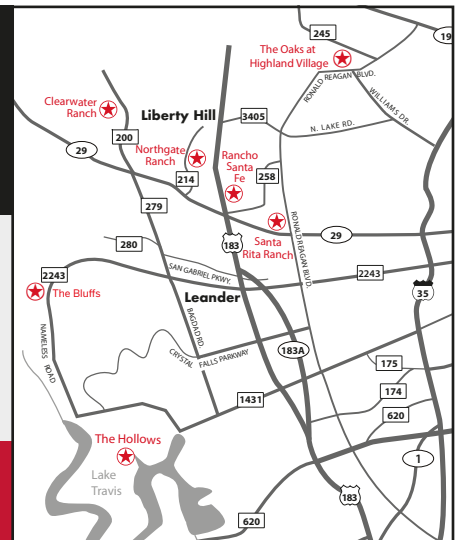 245
19
The Oaks at
Highland Village
RONALD REAGAN BLVD.
WILLIAMS DR.
Clearwater
Ranch
Liberty Hill
3405
N. LAKE RD.
200
29
Northgate
Ranch
Rancho
Santa
Fe
214
258
279
RONALD REAGAN BLVD.
280
183
Santa
Rita Ranch
29
2243
SAN GABRIEL PKWY.
2243
The Bluffs
Leander
35
NAMELESS ROAD
BAGDAD RD.
CRYSTAL FALLS PARKWAY
183A
175
174
1431
620
The Hollows
Lake
Travis
1
183
620